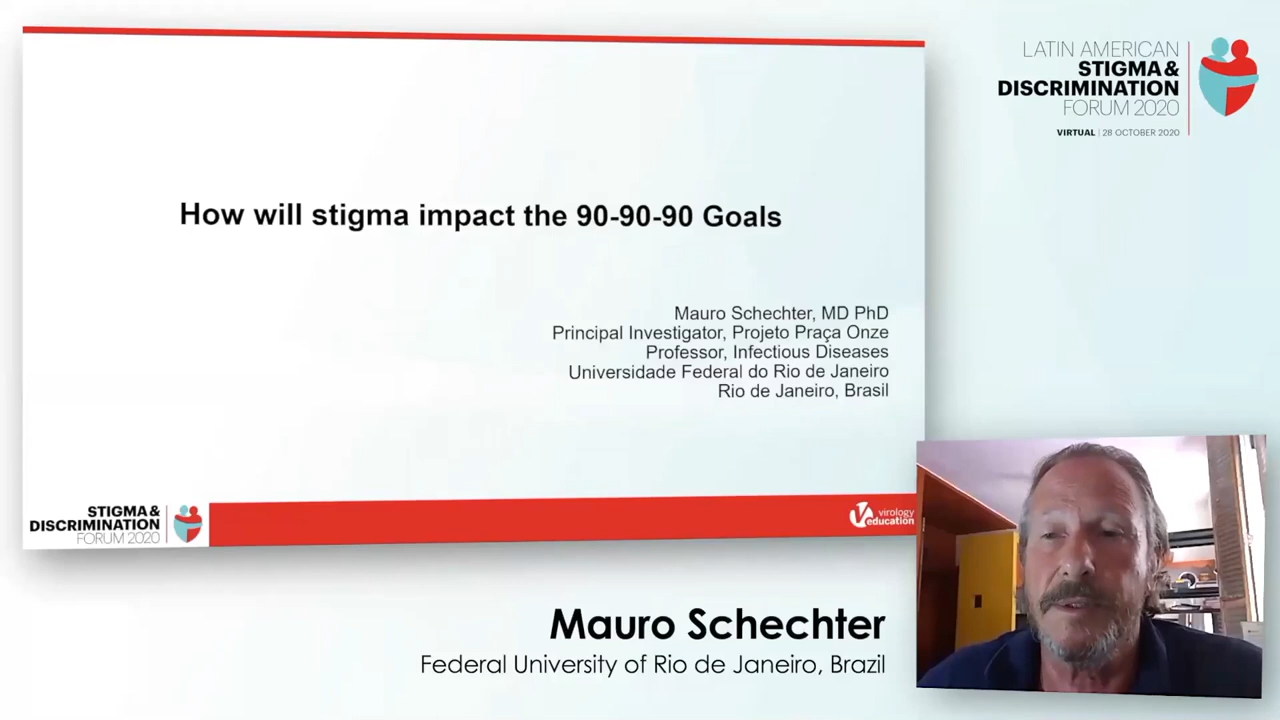 LATIN AMERICAN
STIGMA &
DISCRIMINATION
FORUM 2020
VIRTUAL | 28 OCTOBER 2020
How will stigma impact the 90-90-90 Goals
Mauro Schechter, MD PhD
Principal Investigator, Projeto Praça Onze
Professor, Infectious Diseases
Universidade Federal do Rio de Janeiro
Rio de Janeiro, Brasil
STIGMA &
DISCRIMINATION
FORUM 2020
virology
education
Mauro Schechter
Federal University of Rio de Janeiro, Brazil